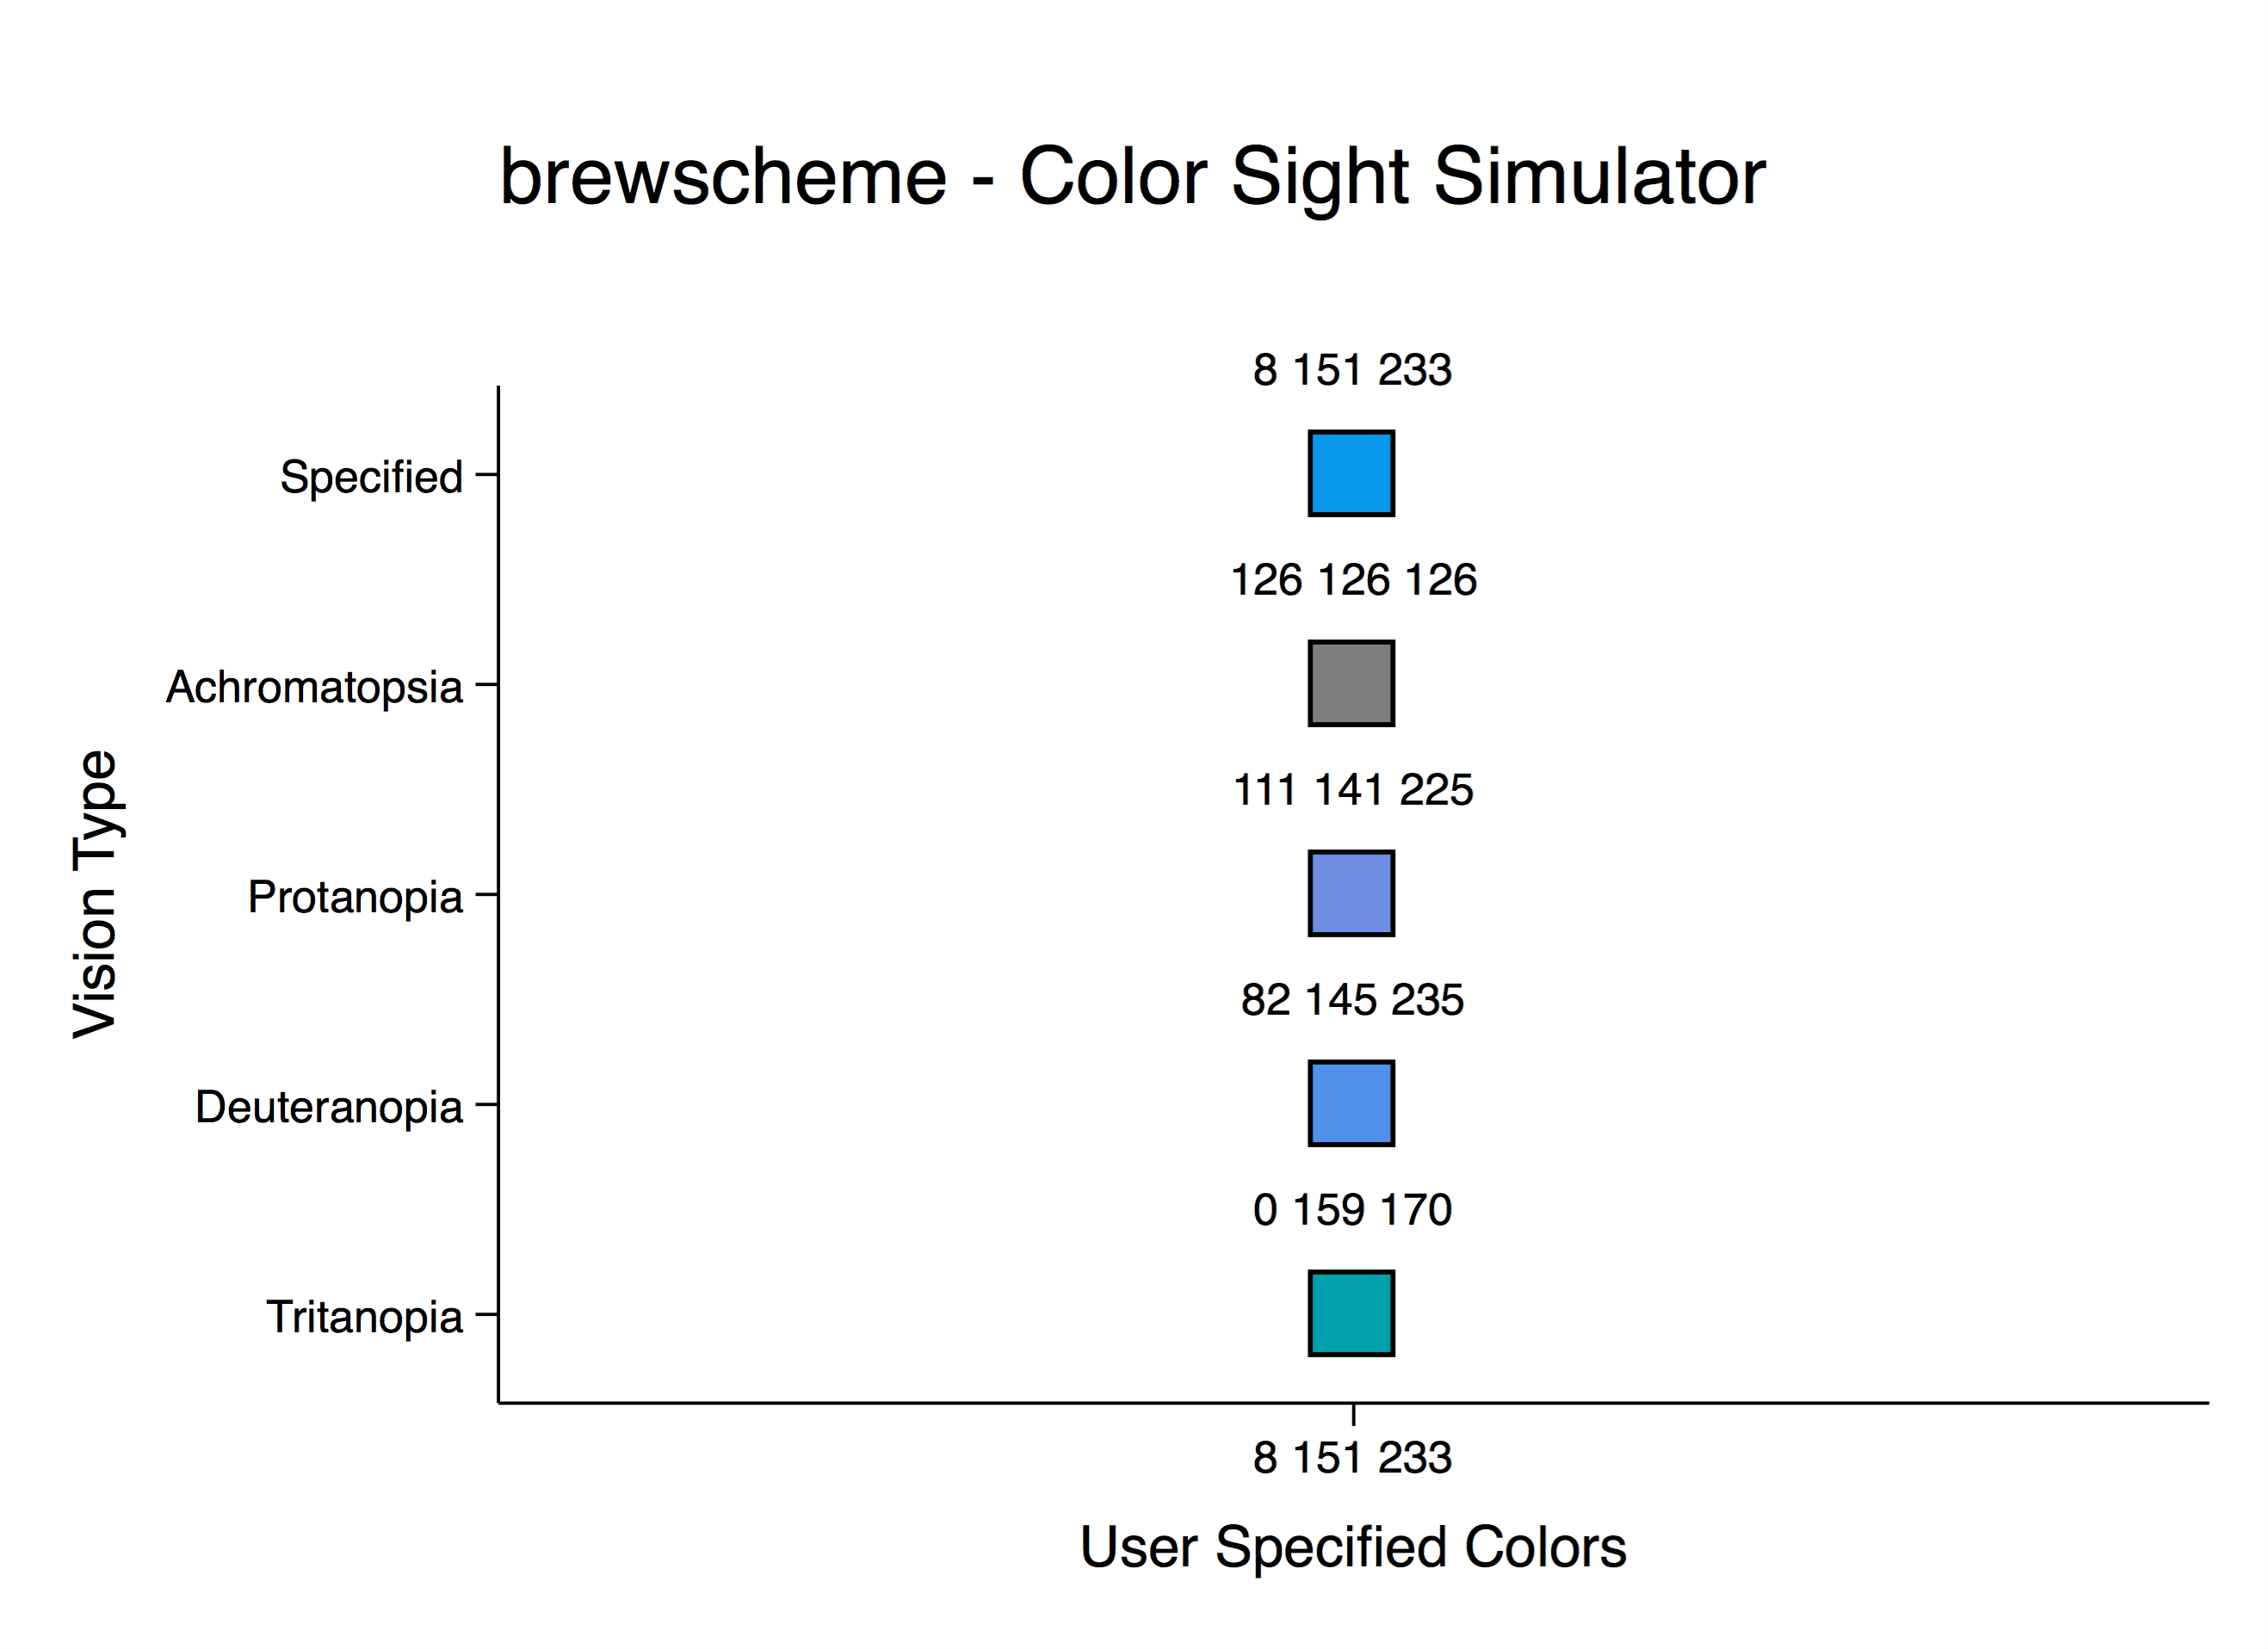 brewscheme - Color Sight Simulator
8 151 233
Specified
126 126 126
Achromatopsia
111 141 225
Protanopia
82 145 235
Deuteranopia
0 159 170
Tritanopia
Vision Type
8 151 233
User Specified Colors